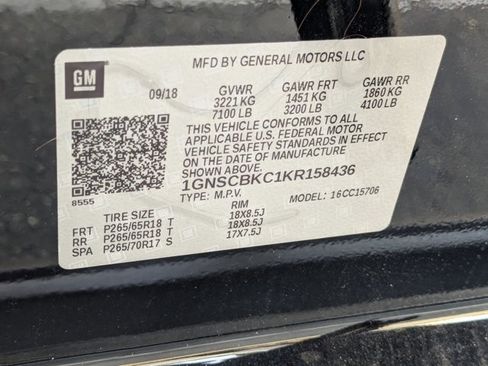 GM
MFD BY GENERAL MOTORS LLC
09/18 GVWR GAWR FRT GAWR RR
3221 KG 1451 KG 1860 KG
7100 LB 3200 LB 4100 LB
THIS VEHICLE CONFORMS TO ALL
APPLICABLE U.S. FEDERAL MOTOR
VEHICLE SAFETY STANDARDS IN EFFECT
ON THE DATE OF MANUFACTURE SHOWN ABOVE
1GNSCBKC1KR158436
8555 TYPE: M.P.V. MODEL: 16CC15706
TIRE SIZE RIM
FRT P265/65R18 T 18X8.5J
RR P265/65R18 T 18X8.5J
SPA P265/70R17 S 17X7.5J